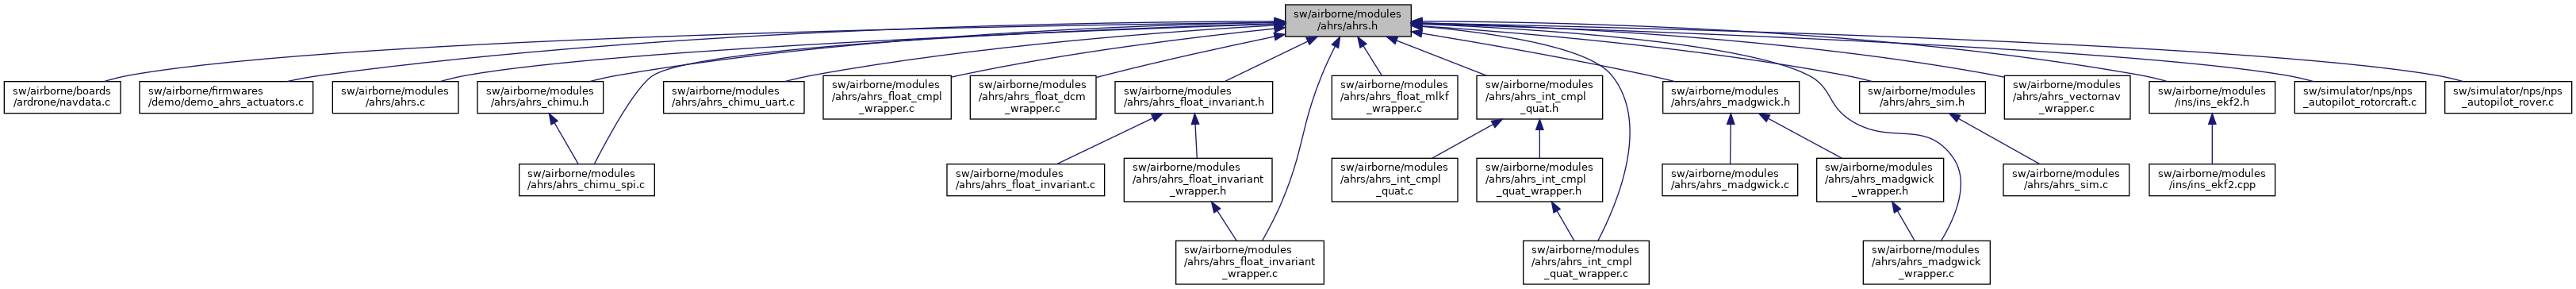 sw/airborne/modules
/ahrs/ahrs.h
sw/airborne/boards
/ardrone/navdata.c
sw/airborne/firmwares
/demo/demo_ahrs_actuators.c
sw/airborne/modules
/ahrs/ahrs.c
sw/airborne/modules
/ahrs/ahrs_chimu.h
sw/airborne/modules
/ahrs/ahrs_chimu_uart.c
sw/airborne/modules
/ahrs/ahrs_float_cmpl
_wrapper.c
sw/airborne/modules
/ahrs/ahrs_float_dcm
_wrapper.c
sw/airborne/modules
/ahrs/ahrs_float_invariant.h
sw/airborne/modules
/ahrs/ahrs_float_mlkf
_wrapper.c
sw/airborne/modules
/ahrs/ahrs_int_cmpl
_quat.h
sw/airborne/modules
/ahrs/ahrs_madgwick.h
sw/airborne/modules
/ahrs/ahrs_sim.h
sw/airborne/modules
/ahrs/ahrs_vectornav
_wrapper.c
sw/airborne/modules
/ins/ins_ekf2.h
sw/simulator/nps/nps
_autopilot_rotorcraft.c
sw/simulator/nps/nps
_autopilot_rover.c
sw/airborne/modules
/ahrs/ahrs_chimu_spi.c
sw/airborne/modules
/ahrs/ahrs_float_invariant.c
sw/airborne/modules
/ahrs/ahrs_float_invariant
_wrapper.h
sw/airborne/modules
/ahrs/ahrs_int_cmpl
_quat.c
sw/airborne/modules
/ahrs/ahrs_int_cmpl
_quat_wrapper.h
sw/airborne/modules
/ahrs/ahrs_madgwick.c
sw/airborne/modules
/ahrs/ahrs_madgwick
_wrapper.h
sw/airborne/modules
/ahrs/ahrs_sim.c
sw/airborne/modules
/ins/ins_ekf2.cpp
sw/airborne/modules
/ahrs/ahrs_float_invariant
_wrapper.c
sw/airborne/modules
/ahrs/ahrs_int_cmpl
_quat_wrapper.c
sw/airborne/modules
/ahrs/ahrs_madgwick
_wrapper.c